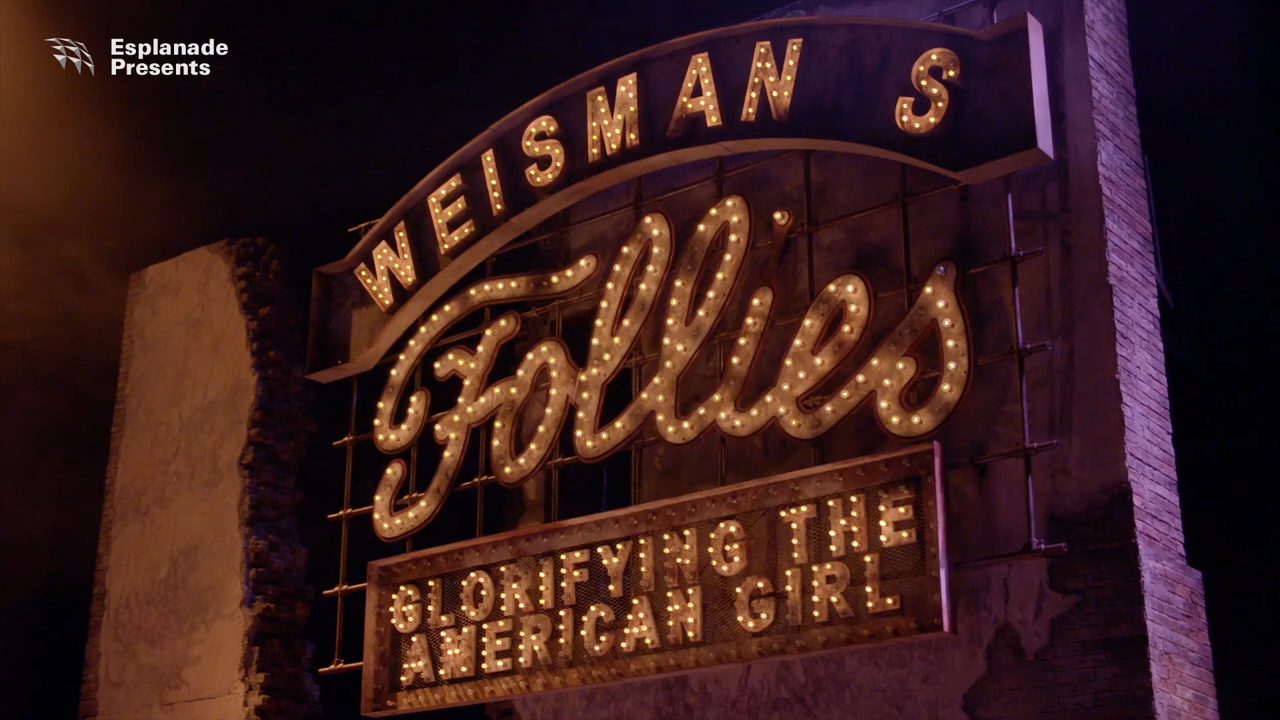 Esplanade
Presents
WEISMAN S
Follies
GLORIFYING THE
AMERICAN GIRL